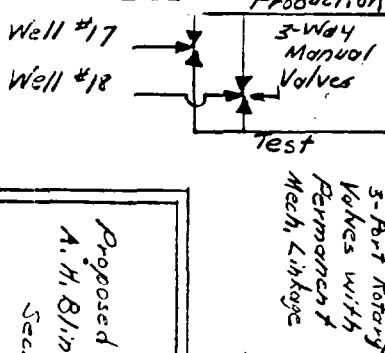 Production
Well #17
3-Way
Manual
Valves
Well #18
Test
3-Port Rotary
Valves with
Permanent
Mech. Linkage
Proposed
A. H. Blin
Sec.